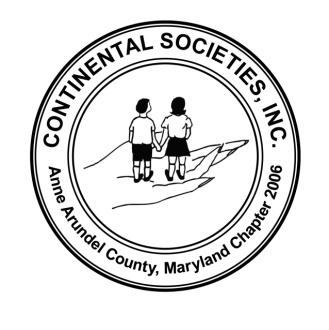 CONTINENTAL SOCIETIES, INC.
Anne Arundel County, Maryland Chapter 2006